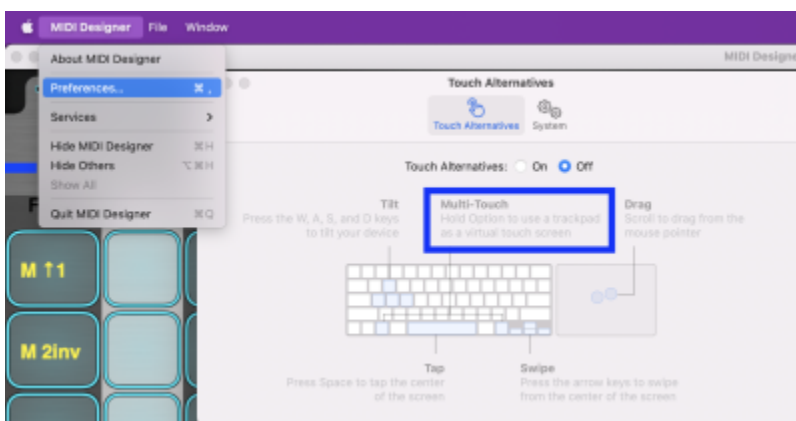 MIDI Designer File Window
About MIDI Designer
Preferences... ⌘ ,
Services >
Hide MIDI Designer ⌘H
Hide Others ⌥⌘H
Show All
Quit MIDI Designer ⌘Q
MIDI Designe
Touch Alternatives
Touch Alternatives System
Touch Alternatives: On Off
Tilt
Press the W, A, S, and D keys
to tilt your device
Multi-Touch
Hold Option to use a trackpad
as a virtual touch screen
Drag
Scroll to drag from the
mouse pointer
Tap
Press Space to tap the center
of the screen
Swipe
Press the arrow keys to swipe
from the center of the screen
F
M ↑1
M 2inv